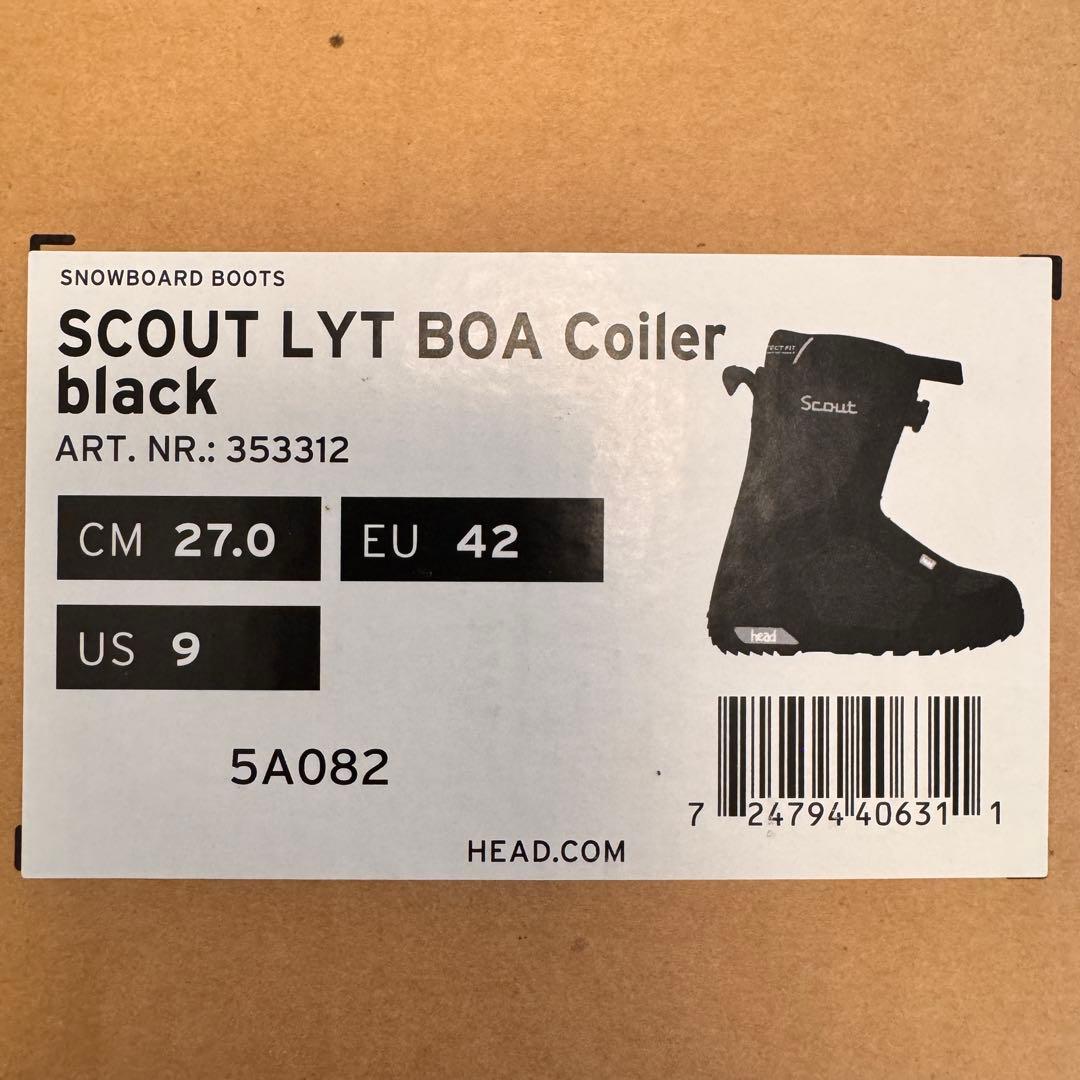 SNOWBOARD BOOTS
SCOUT LYT BOA Coiler
black
ART. NR.: 353312
CM 27.0
EU 42
US 9
Scout
head
5A082
7 24794 40631 1
HEAD.COM